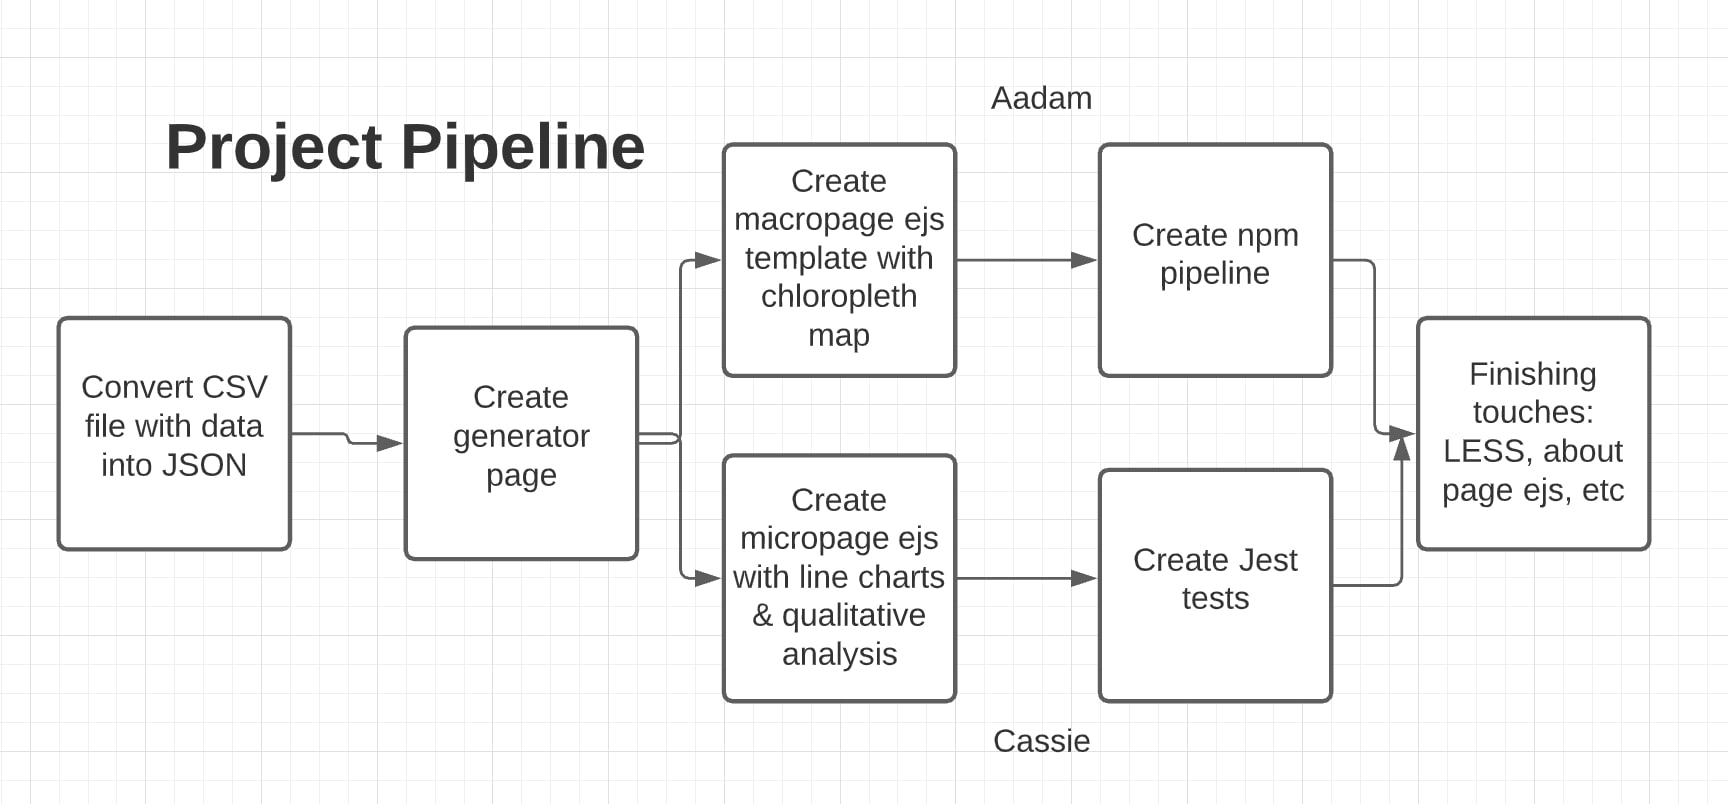 Project Pipeline
Convert CSV
file with data
into JSON
Create
generator
page
Aadam
Create
macropage ejs
template with
chloropleth
map
Create npm
pipeline
Create
micropage ejs
with line charts
& qualitative
analysis
Create Jest
tests
Cassie
Finishing
touches:
LESS, about
page ejs, etc